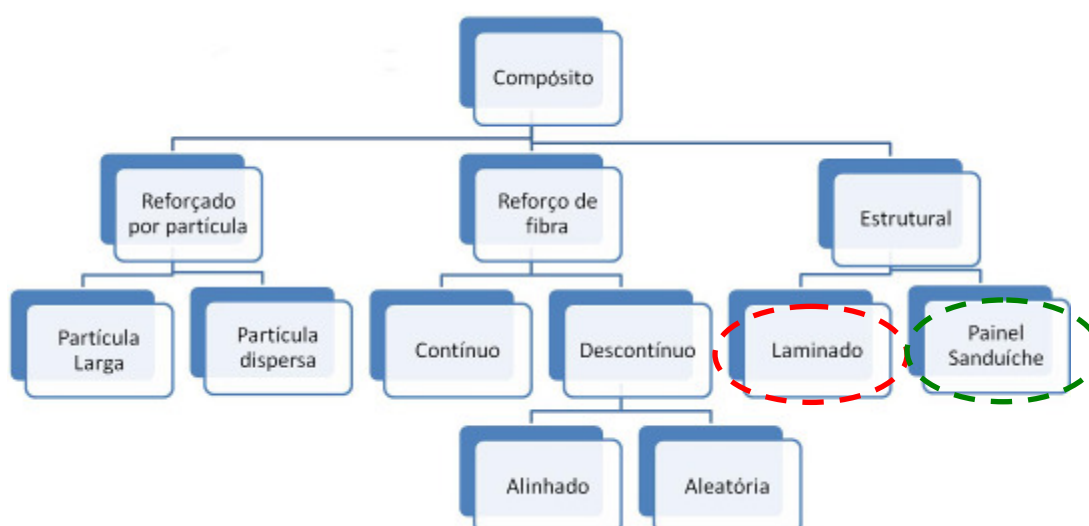 Compósito
Reforçado
por partícula
Reforço de
fibra
Estrutural
Partícula
Larga
Partícula
dispersa
Contínuo
Descontínuo
Laminado
Painel
Sanduíche
Alinhado
Aleatória